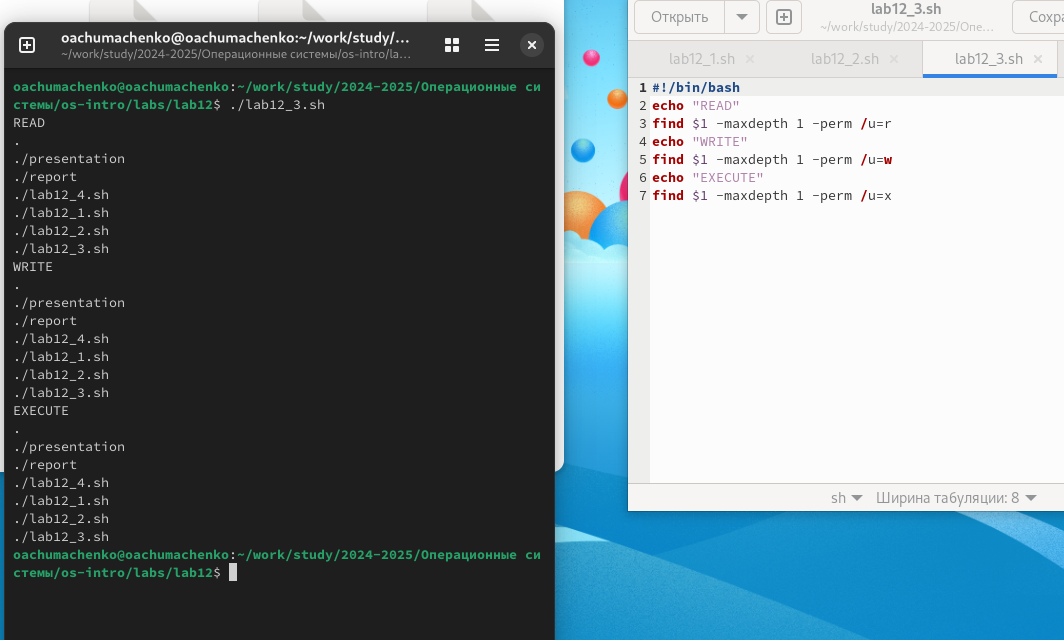 oachumachenko@oachumachenko:~/work/study/...
~/work/study/2024-2025/Операционные системы/os-intro/la...
oachumachenko@oachumachenko:~/work/study/2024-2025/Операционные си
стемы/os-intro/labs/lab12$ ./lab12_3.sh
READ
.
./presentation
./report
./lab12_4.sh
./lab12_1.sh
./lab12_2.sh
./lab12_3.sh
WRITE
.
./presentation
./report
./lab12_4.sh
./lab12_1.sh
./lab12_2.sh
./lab12_3.sh
EXECUTE
.
./presentation
./report
./lab12_4.sh
./lab12_1.sh
./lab12_2.sh
./lab12_3.sh
oachumachenko@oachumachenko:~/work/study/2024-2025/Операционные си
стемы/os-intro/labs/lab12$
Открыть
lab12_3.sh
~/work/study/2024-2025/Опе...
Сохра
lab12_1.sh
lab12_2.sh
lab12_3.sh
1 #!/bin/bash
2 echo "READ"
3 find $1 -maxdepth 1 -perm /u=r
4 echo "WRITE"
5 find $1 -maxdepth 1 -perm /u=w
6 echo "EXECUTE"
7 find $1 -maxdepth 1 -perm /u=x
sh
Ширина табуляции: 8